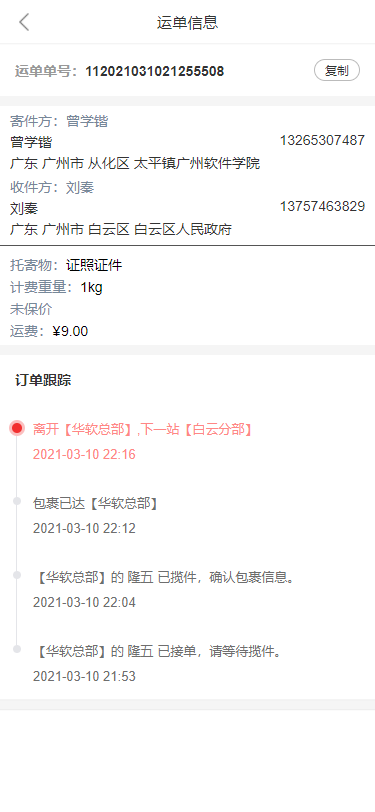 运单信息
运单单号：112021031021255508
复制
寄件方：曾学锴
曾学锴 13265307487
广东 广州市 从化区 太平镇广州软件学院
收件方：刘秦
刘秦 13757463829
广东 广州市 白云区 白云区人民政府
托寄物：证照证件
计费重量：1kg
未保价
运费：¥9.00
订单跟踪
离开【华软总部】,下一站【白云分部】
2021-03-10 22:16
包裹已达【华软总部】
2021-03-10 22:12
【华软总部】的 隆五 已揽件，确认包裹信息。
2021-03-10 22:04
【华软总部】的 隆五 已接单，请等待揽件。
2021-03-10 21:53